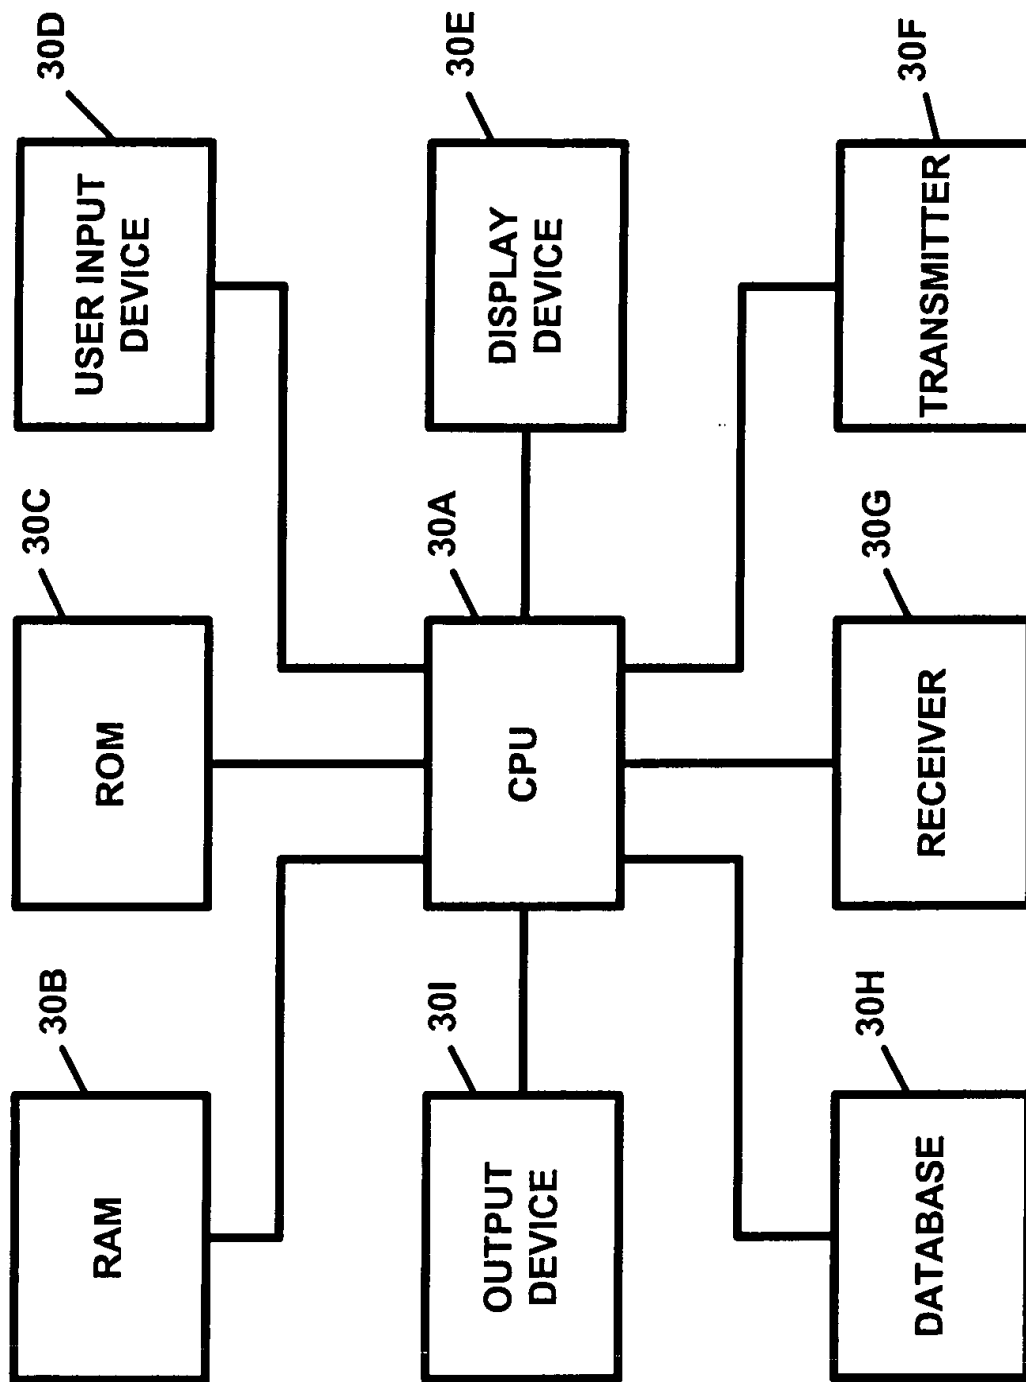 30B
30C
30D
RAM
ROM
USER INPUT
DEVICE
30I
30A
30E
OUTPUT
DEVICE
CPU
DISPLAY
DEVICE
30H
30G
30F
DATABASE
RECEIVER
TRANSMITTER